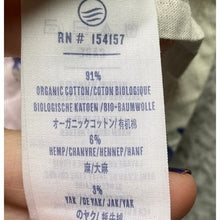 RN # 154157
91%
ORGANIC COTTON/COTON BIOLOGIQUE
BIOLOGISCHE KATOEN/BIO-BAUMWOLLE
オーガニックコットン/有机棉
6%
HEMP/CHANVRE/HENNEP/HANF
麻/大麻
3%
YAK/YAK/JAK/YAK